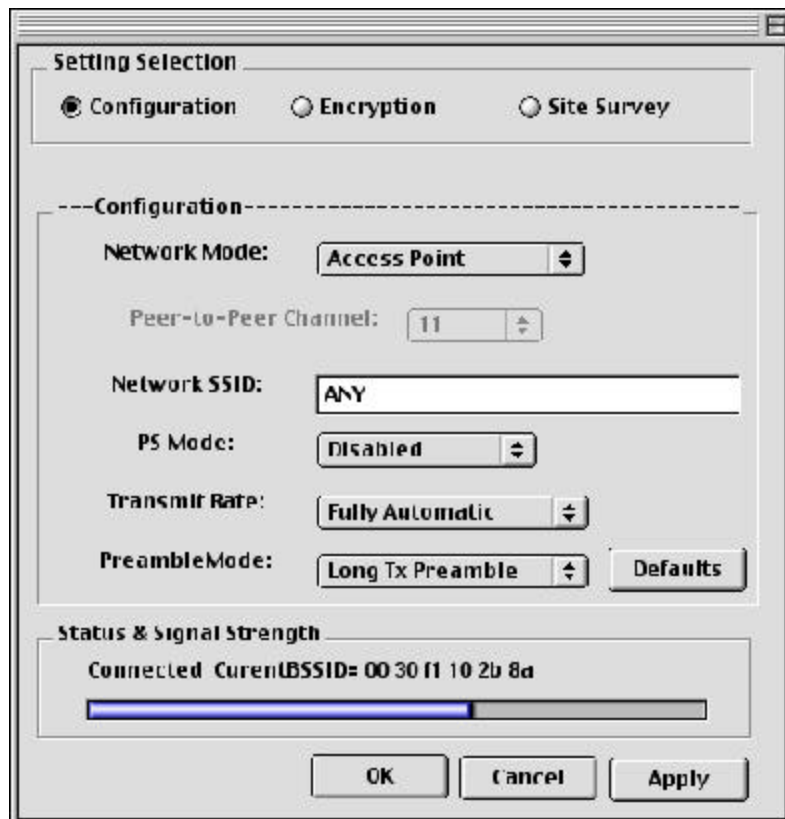 Setting Selection
Configuration Encryption Site Survey
---Configuration---
Network Mode: Access Point
Peer-to-Peer Channel: 11
Network SSID: ANY
PS Mode: Disabled
Transmit Rate: Fully Automatic
PreambleMode: Long Tx Preamble Defaults
Status & Signal Strength
Connected CurentBSSID= 00 30 f1 10 2b 8a
OK Cancel Apply